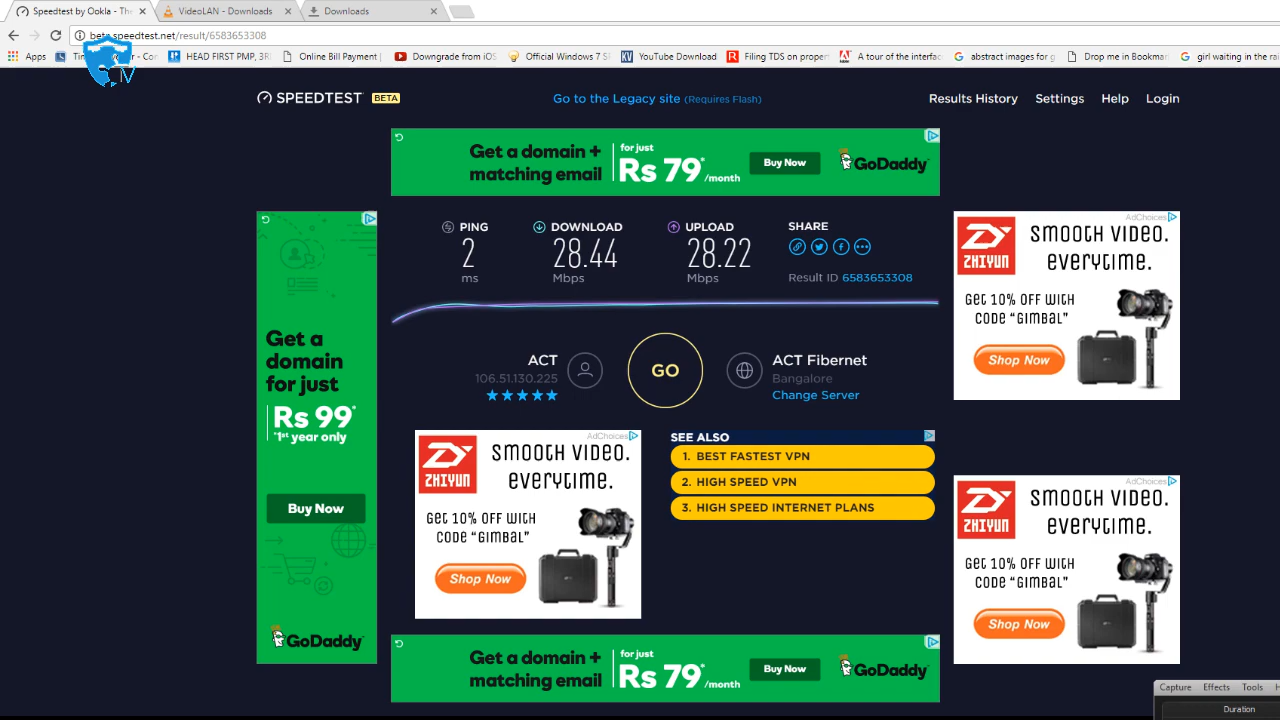 Speedtest by Ookla - The
VideoLAN - Downloads
Downloads
beta.speedtest.net/result/6583653308
Apps
HEAD FIRST PMP, 3R
Online Bill Payment |
Downgrade from iOS
Official Windows 7 S
YouTube Download
Filing TDS on proper
A tour of the interfac
abstract images for g
Drop me in Bookmar
girl waiting in the rai
TV
SPEEDTEST BETA
Go to the Legacy site (Requires Flash)
Results History Settings Help Login
Get a domain +
matching email
for just
Rs 79*
/month
Buy Now
GoDaddy
Get a
domain
for just
Rs 99*
*1st year only
Buy Now
GoDaddy
PING
2
ms
DOWNLOAD
28.44
Mbps
UPLOAD
28.22
Mbps
SHARE
Result ID 6583653308
ACT
106.51.130.225
GO
ACT Fibernet
Bangalore
Change Server
AdChoices
ZHIYUN
SMOOTH VIDEO.
EVERYTIME.
GET 10% OFF WITH
CODE "GIMBAL"
Shop Now
AdChoices
ZHIYUN
SMOOTH VIDEO.
EVERYTIME.
GET 10% OFF WITH
CODE "GIMBAL"
Shop Now
SEE ALSO
1. BEST FASTEST VPN
2. HIGH SPEED VPN
3. HIGH SPEED INTERNET PLANS
AdChoices
ZHIYUN
SMOOTH VIDEO.
EVERYTIME.
GET 10% OFF WITH
CODE "GIMBAL"
Shop Now
Get a domain +
matching email
for just
Rs 79*
/month
Buy Now
GoDaddy
Capture Effects Tools
Duration